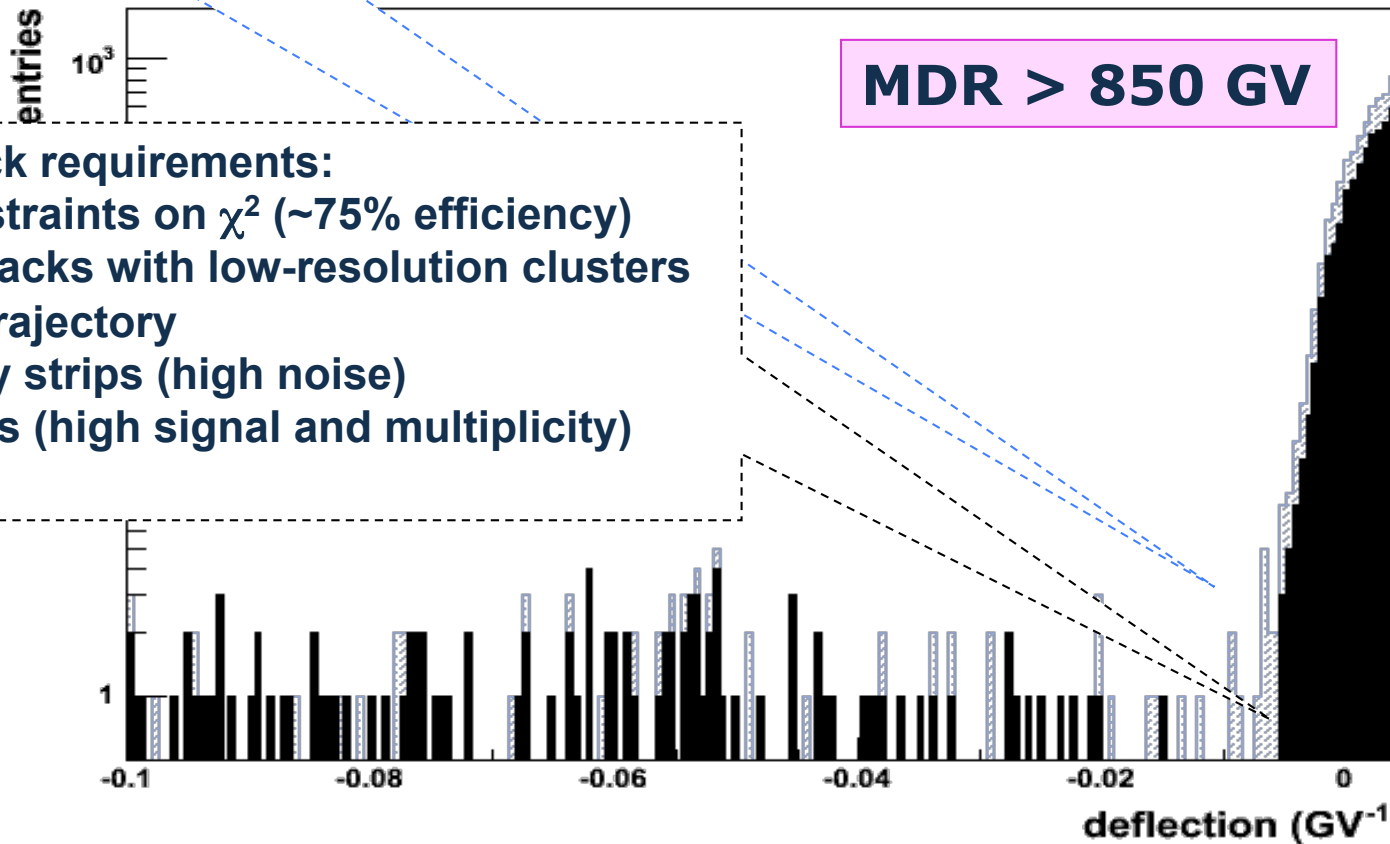 entries
10³
MDR > 850 GV
ck requirements:
straints on χ² (~75% efficiency)
acks with low-resolution clusters
rajectory
y strips (high noise)
s (high signal and multiplicity)
1
-0.1 -0.08 -0.06 -0.04 -0.02 0
deflection (GV⁻¹